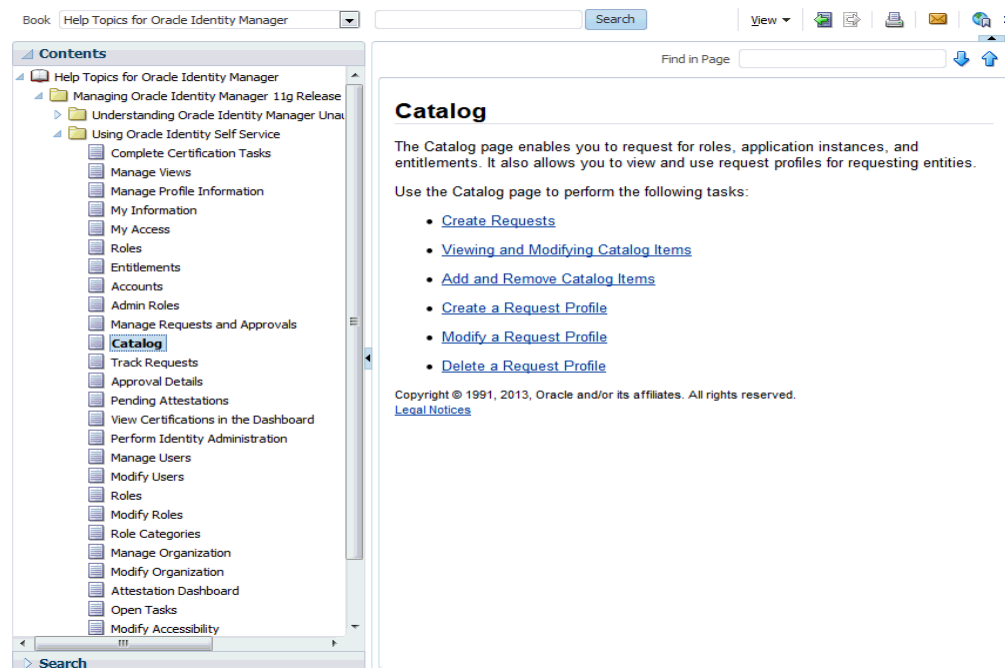 Book Help Topics for Oracle Identity Manager Search View
Contents
Help Topics for Oracle Identity Manager
Managing Oracle Identity Manager 11g Release
Understanding Oracle Identity Manager Unau
Using Oracle Identity Self Service
Complete Certification Tasks
Manage Views
Manage Profile Information
My Information
My Access
Roles
Entitlements
Accounts
Admin Roles
Manage Requests and Approvals
Catalog
Track Requests
Approval Details
Pending Attestations
View Certifications in the Dashboard
Perform Identity Administration
Manage Users
Modify Users
Roles
Modify Roles
Role Categories
Manage Organization
Modify Organization
Attestation Dashboard
Open Tasks
Modify Accessibility
Search
Find in Page
Catalog
The Catalog page enables you to request for roles, application instances, and
entitlements. It also allows you to view and use request profiles for requesting entities.
Use the Catalog page to perform the following tasks:
• Create Requests
• Viewing and Modifying Catalog Items
• Add and Remove Catalog Items
• Create a Request Profile
• Modify a Request Profile
• Delete a Request Profile
Copyright © 1991, 2013, Oracle and/or its affiliates. All rights reserved.
Legal Notices